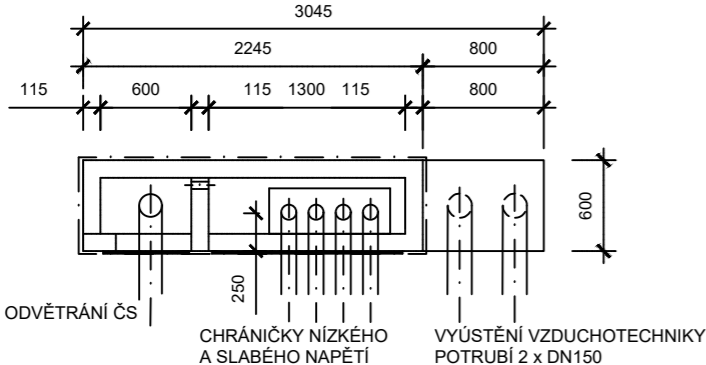 3045
2245 800
115 600 115 1300 115 800
600
250
ODVĚTRÁNÍ ČS
CHRÁNIČKY NÍZKÉHO
A SLABÉHO NAPĚTÍ
VYÚSTĚNÍ VZDUCHOTECHNIKY
POTRUBÍ 2 x DN150